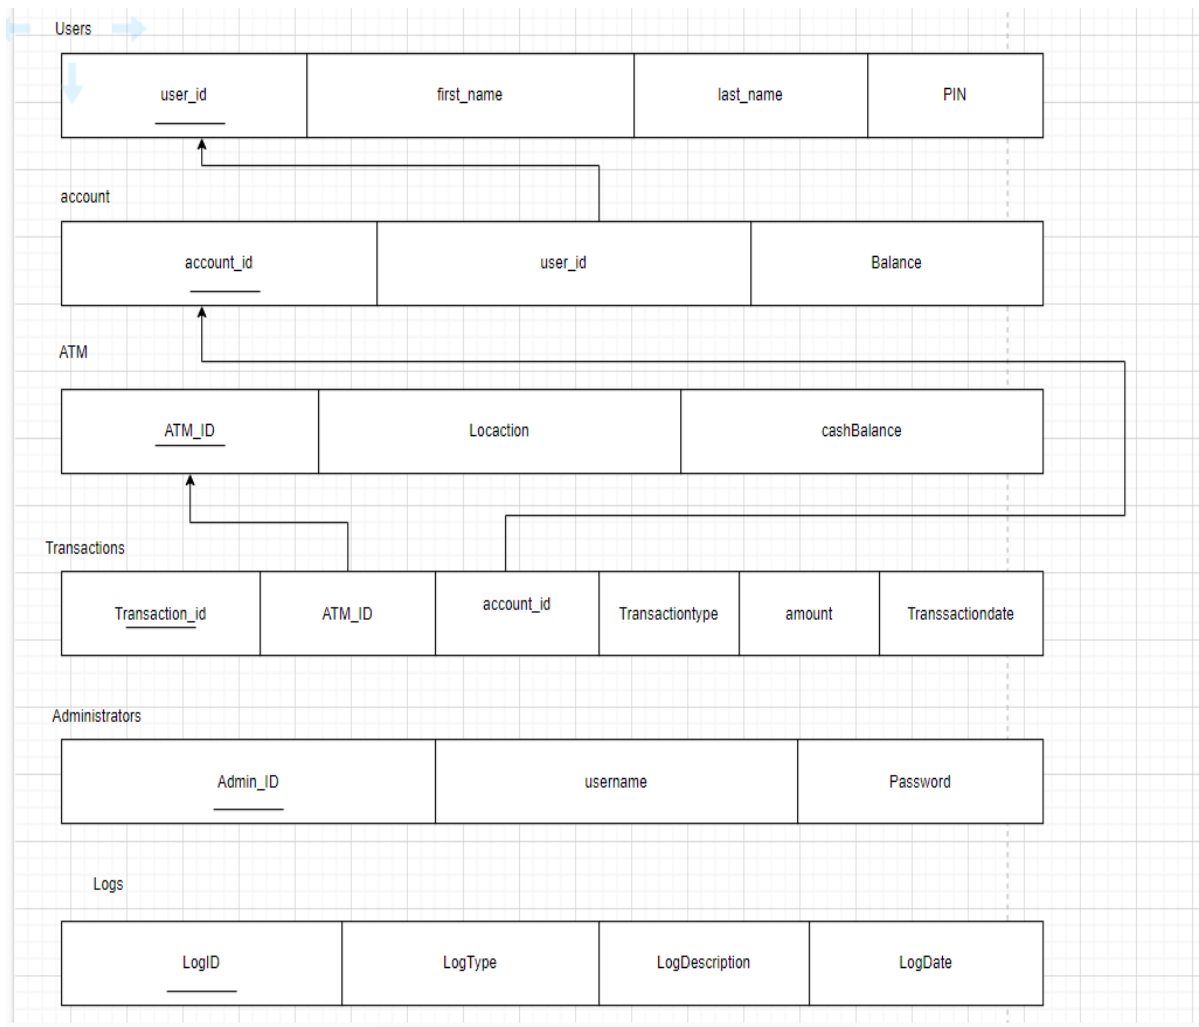 Users
user_id first_name last_name PIN
account
account_id user_id Balance
ATM
ATM_ID Locaction cashBalance
Transactions
Transaction_id ATM_ID account_id Transactiontype amount Transsactiondate
Administrators
Admin_ID username Password
Logs
LogID LogType LogDescription LogDate